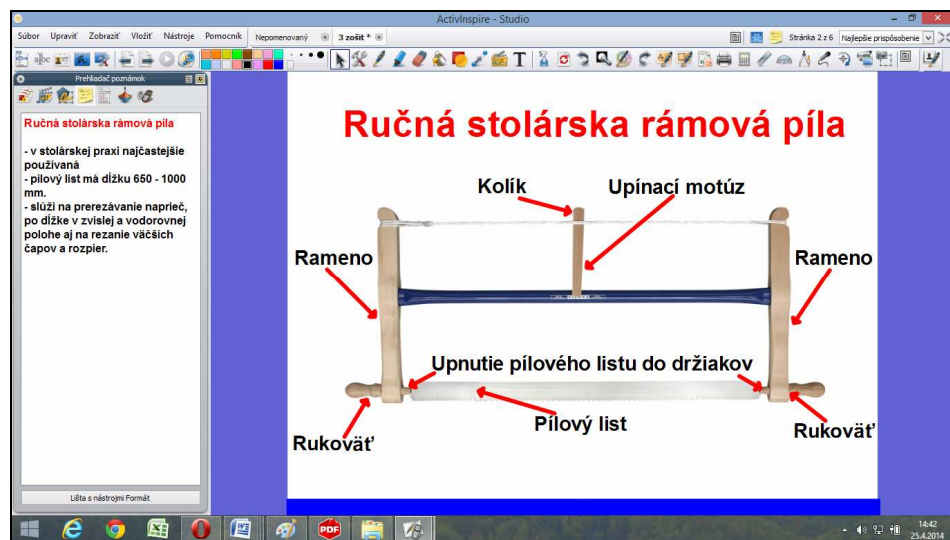 ActivInspire - Studio
Súbor Upraviť Zobraziť Vložiť Nástroje Pomocník
Nepomenovaný
3 zošit *
Stránka 2 z 6
Najlepšie prispôsobenie
Prehliadač poznámok
Ručná stolárska rámová píla
- v stolárskej praxi najčastejšie
používaná
- pílový list má dĺžku 650 - 1000
mm.
- slúži na prerezávanie naprieč,
po dĺžke v zvislej a vodorovnej
polohe aj na rezanie väčších
čapov a rozpier.
Lišta s nástrojmi Formát
Ručná stolárska rámová píla
Kolík
Upínací motúz
Rameno
Rameno
Upnutie pílového listu do držiakov
Pílový list
Rukoväť
Rukoväť
PDF
14:42
25.4.2014